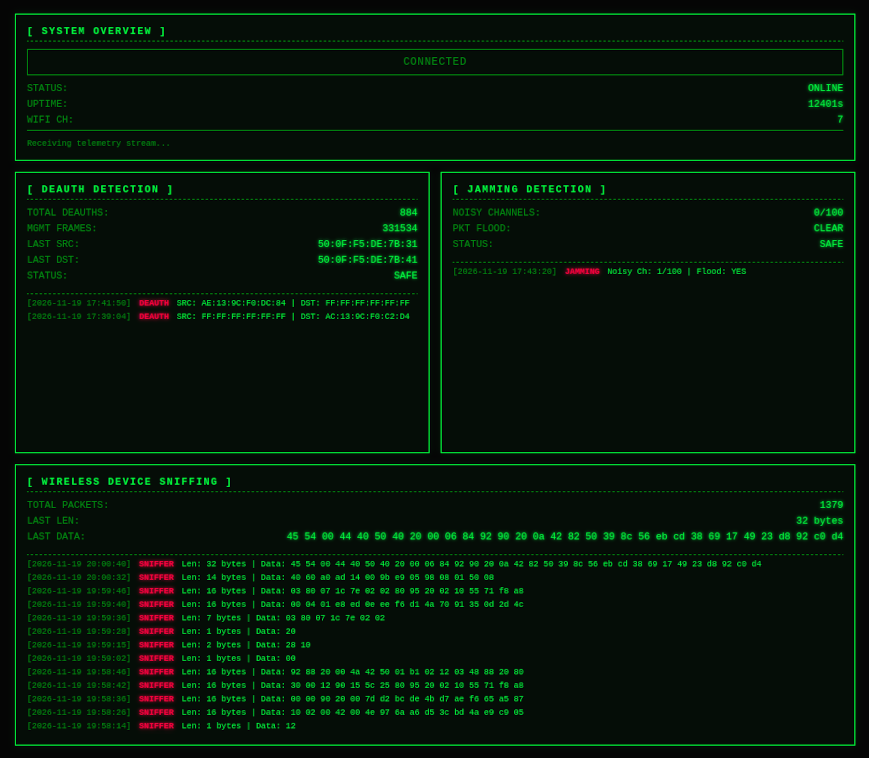 [ SYSTEM OVERVIEW ]
CONNECTED
STATUS: ONLINE
UPTIME: 12401s
WIFI CH: 7
Receiving telemetry stream...
[ DEAUTH DETECTION ]
TOTAL DEAUTHS: 884
MGMT FRAMES: 331534
LAST SRC: 50:0F:F5:DE:7B:31
LAST DST: 50:0F:F5:DE:7B:41
STATUS: SAFE
[2026-11-19 17:41:50] DEAUTH SRC: AE:13:9C:F0:DC:84 | DST: FF:FF:FF:FF:FF:FF
[2026-11-19 17:39:04] DEAUTH SRC: FF:FF:FF:FF:FF:FF | DST: AC:13:9C:F0:C2:D4
[ JAMMING DETECTION ]
NOISY CHANNELS: 0/100
PKT FLOOD: CLEAR
STATUS: SAFE
[2026-11-19 17:43:20] JAMMING Noisy Ch: 1/100 | Flood: YES
[ WIRELESS DEVICE SNIFFING ]
TOTAL PACKETS: 1379
LAST LEN: 32 bytes
LAST DATA: 45 54 00 44 40 50 40 20 00 06 84 92 90 20 0a 42 82 50 39 8c 56 eb cd 38 69 17 49 23 d8 92 c0 d4
[2026-11-19 20:06:40] SNIFFER Len: 32 bytes | Data: 45 54 00 44 40 50 40 20 00 06 84 92 90 20 0a 42 82 50 39 8c 56 eb cd 38 69 17 49 23 d8 92 c0 d4
[2026-11-19 20:00:32] SNIFFER Len: 14 bytes | Data: 40 60 a0 ad 14 00 9b e9 05 98 08 01 50 08
[2026-11-19 19:59:46] SNIFFER Len: 16 bytes | Data: 03 80 07 1c 7e 02 02 80 95 20 02 10 55 71 f8 a8
[2026-11-19 19:59:40] SNIFFER Len: 16 bytes | Data: 00 04 01 e8 ed 0e ee f6 d1 4a 70 91 35 0d 2d 4c
[2026-11-19 19:59:36] SNIFFER Len: 7 bytes | Data: 03 80 07 1c 7e 02 02
[2026-11-19 19:59:28] SNIFFER Len: 1 bytes | Data: 20
[2026-11-19 19:59:15] SNIFFER Len: 2 bytes | Data: 28 10
[2026-11-19 19:59:02] SNIFFER Len: 1 bytes | Data: 00
[2026-11-19 19:58:46] SNIFFER Len: 16 bytes | Data: 92 88 20 00 4a 42 50 01 b1 02 12 03 48 88 20 80
[2026-11-19 19:58:42] SNIFFER Len: 16 bytes | Data: 30 00 12 90 15 5c 25 80 95 20 02 10 55 71 f8 a8
[2026-11-19 19:58:36] SNIFFER Len: 16 bytes | Data: 00 00 90 20 00 7d d2 bc de 4b d7 ae f6 65 a5 87
[2026-11-19 19:58:26] SNIFFER Len: 16 bytes | Data: 10 02 00 42 00 4e 97 6a a6 d5 3c bd 4a e9 c9 05
[2026-11-19 19:58:14] SNIFFER Len: 1 bytes | Data: 12